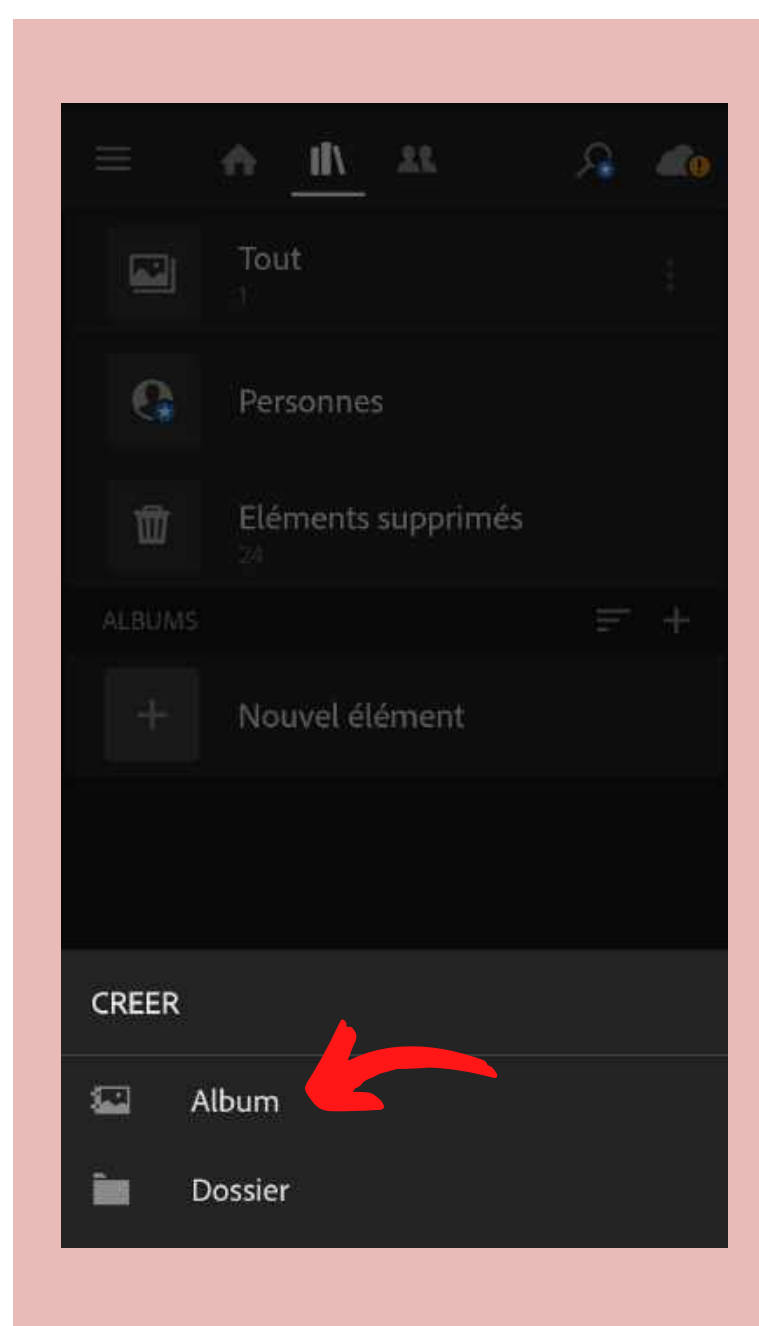 Tout
1
Personnes
Eléments supprimés
24
ALBUMS
Nouvel élément
CREER
Album
Dossier